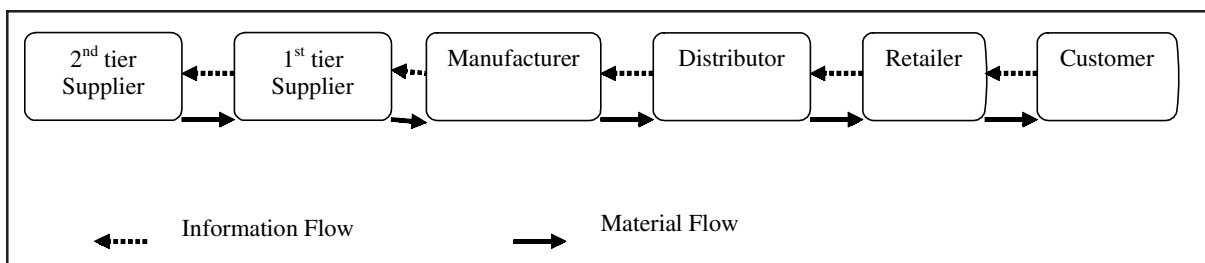 2nd tier
Supplier
1st tier
Supplier
Manufacturer
Distributor
Retailer
Customer
Information Flow
Material Flow